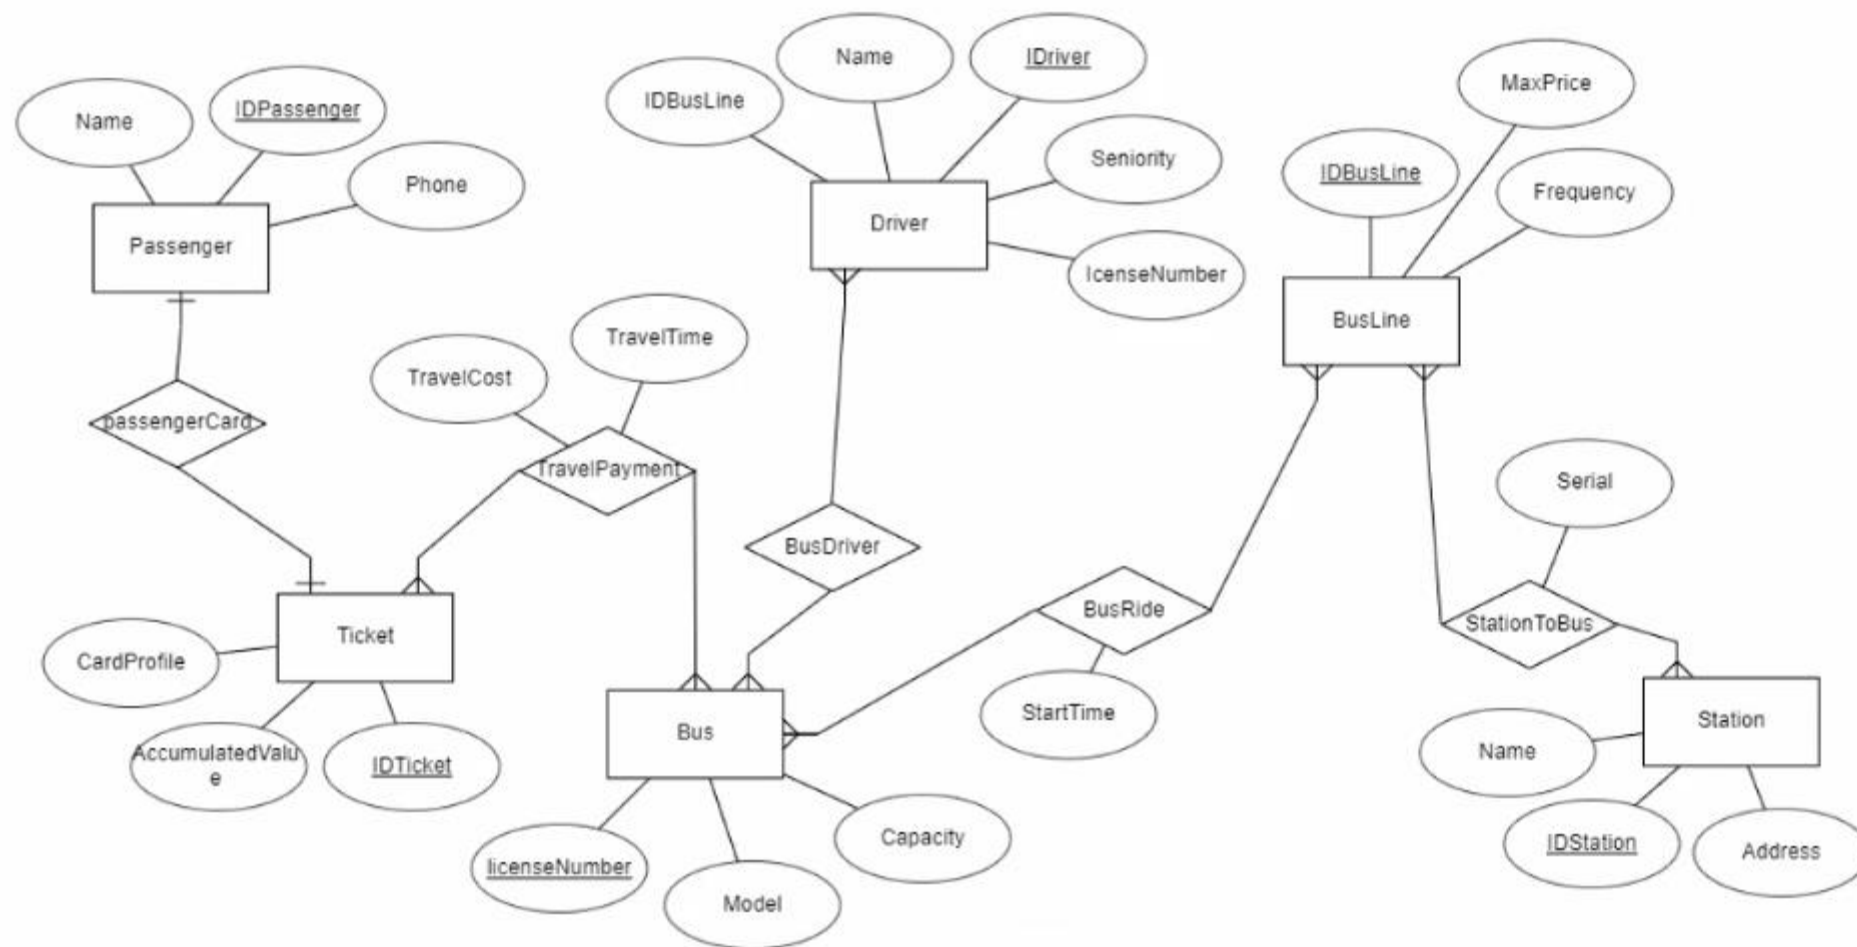 Name
IDPassenger
Phone
Passenger
passengerCard
IDBusLine
Name
IDriver
Seniority
IcenseNumber
Driver
MaxPrice
IDBusLine
Frequency
BusLine
TravelCost
TravelTime
TravelPayment
BusDriver
BusRide
StartTime
Serial
StationToBus
Ticket
CardProfile
AccumulatedValu
e
IDTicket
Bus
licenseNumber
Model
Capacity
Station
Name
IDStation
Address